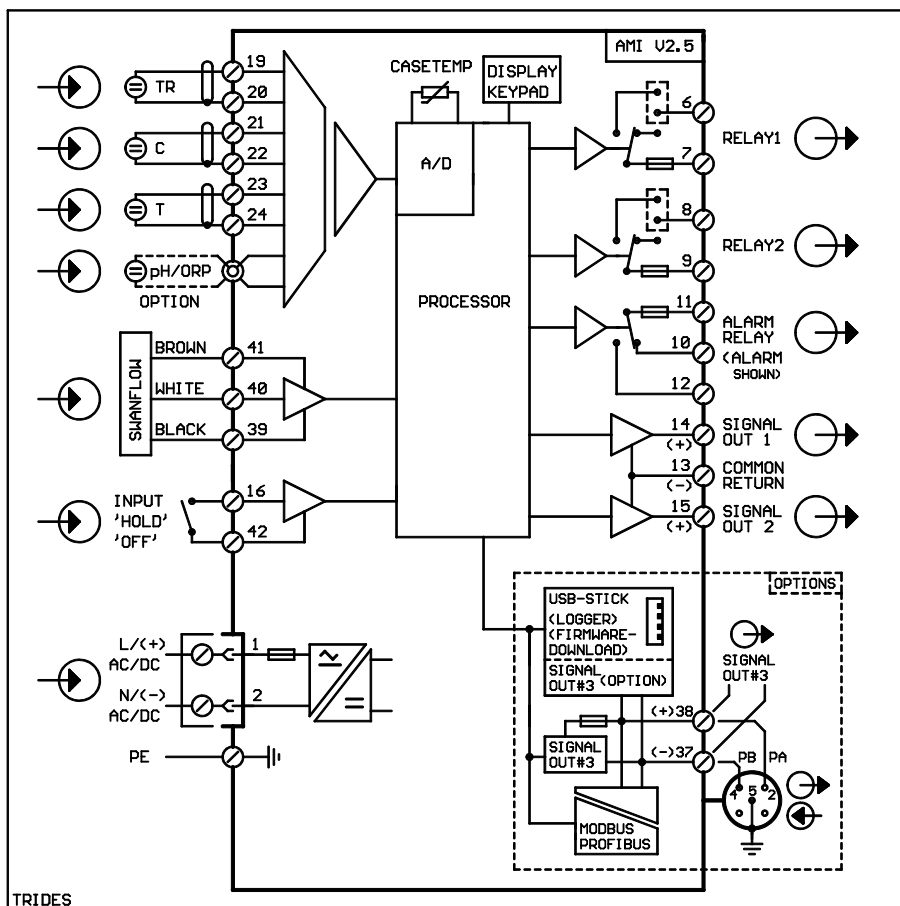 AMI V2.5
19
TR
20
21
C
22
23
T
24
pH/ORP
OPTION
CASETEMP
DISPLAY
KEYPAD
A/D
PROCESSOR
6
RELAY1
7
8
RELAY2
9
11
ALARM
RELAY
10
(ALARM
SHOWN)
12
SWANFLOW
BROWN
41
WHITE
40
BLACK
39
14
(+)
SIGNAL
OUT 1
13
(-)
COMMON
RETURN
15
(+)
SIGNAL
OUT 2
INPUT
'HOLD'
'OFF'
16
42
L/(+)
AC/DC
1
N/(-)
AC/DC
2
PE
OPTIONS
USB-STICK
(LOGGER)
(FIRMWARE-
DOWNLOAD)
SIGNAL
OUT#3 (OPTION)
SIGNAL
OUT#3
(+)38
SIGNAL
OUT#3
(-)37
PB PA
4 5 2
MODBUS
PROFIBUS
TRIDES